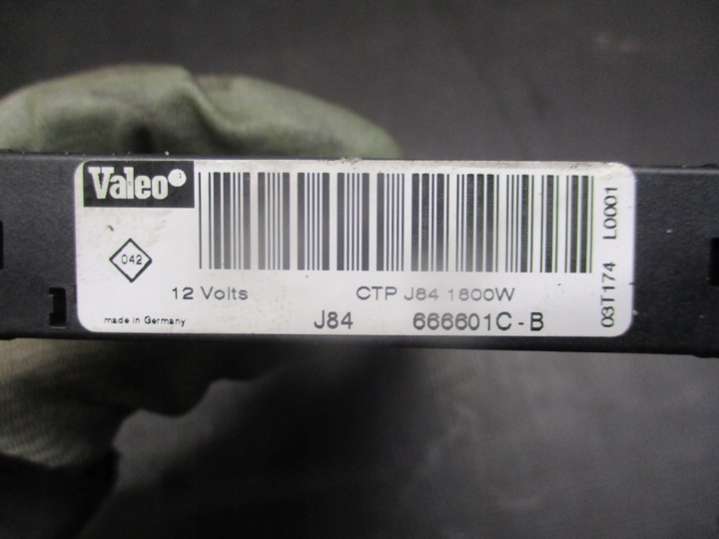 Valeo
042
12 Volts
CTP J84 1800W
made in Germany
J84 666601C-B
03T174 L0001